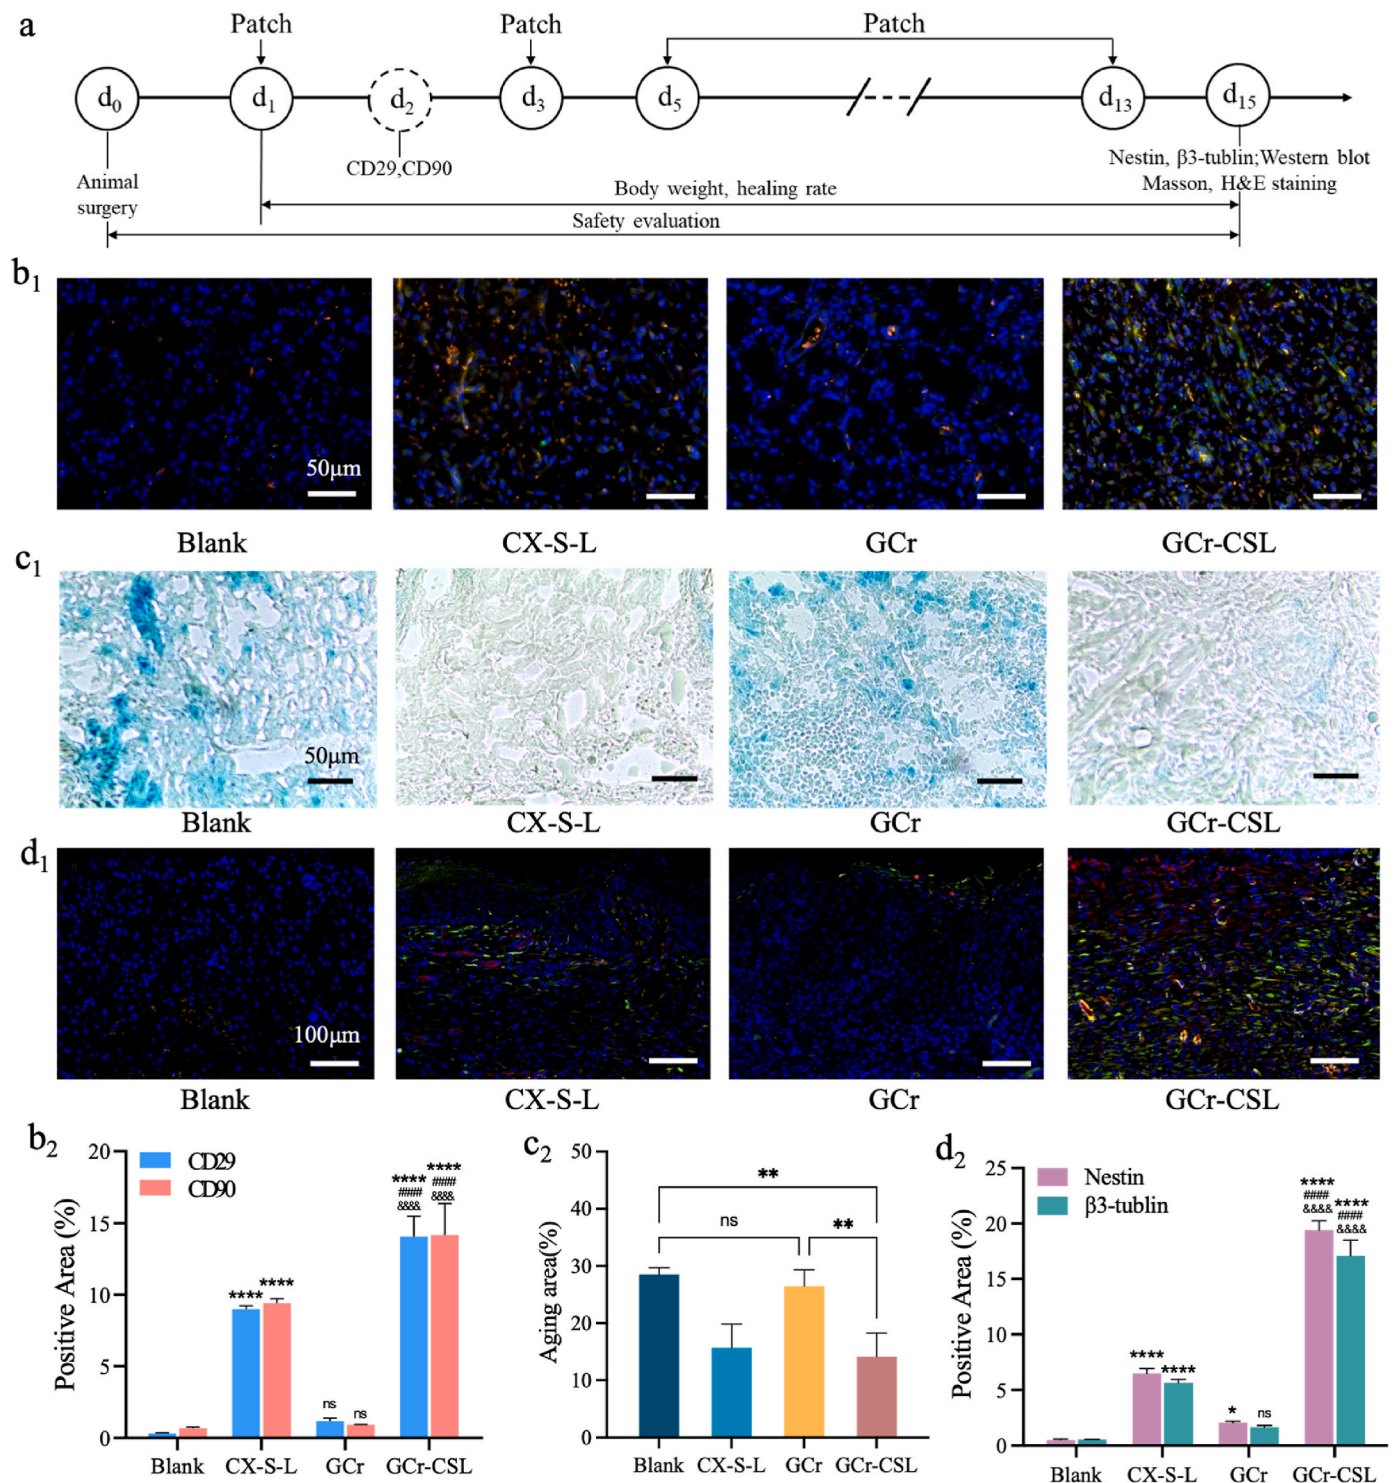 a
Patch
Patch
Patch
d0
d1
d2
d3
d5
d13
d15
Animal
surgery
CD29,CD90
Nestin, β3-tublin;Western blot
Masson, H&E staining
Body weight, healing rate
Safety evaluation
b1
50μm
Blank
CX-S-L
GCr
GCr-CSL
c1
50μm
Blank
CX-S-L
GCr
GCr-CSL
d1
100μm
Blank
CX-S-L
GCr
GCr-CSL
b2
Positive Area (%)
20
15
10
5
0
CD29
CD90
****
****
ns
ns
****
####
&&&&
****
####
&&&&
Blank
CX-S-L
GCr
GCr-CSL
c2
Aging area(%)
50
40
30
20
10
0
**
ns
**
Blank
CX-S-L
GCr
GCr-CSL
d2
Positive Area (%)
25
20
15
10
5
0
Nestin
β3-tublin
****
****
*
ns
****
####
&&&&
****
####
&&&&
Blank
CX-S-L
GCr
GCr-CSL